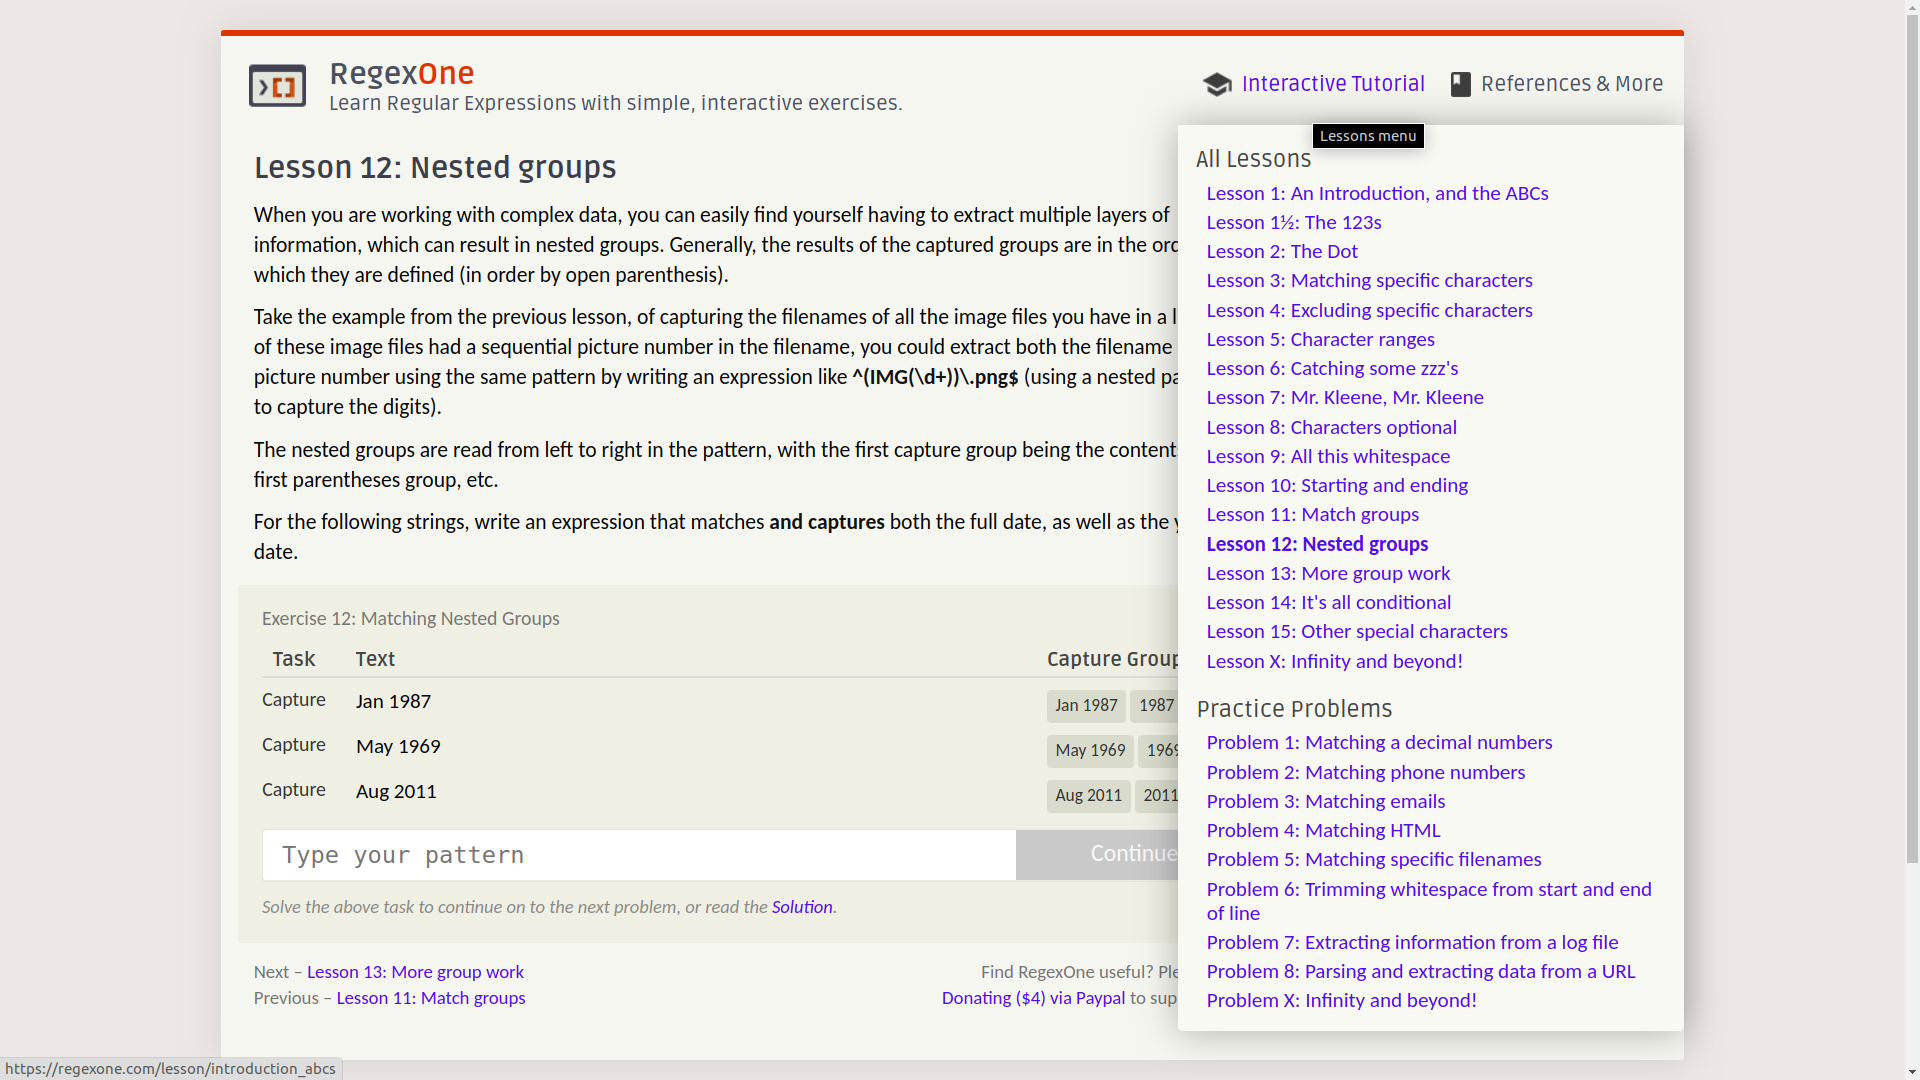 RegexOne
Learn Regular Expressions with simple, interactive exercises.
Interactive Tutorial
References & More
Lessons menu
Lesson 12: Nested groups
When you are working with complex data, you can easily find yourself having to extract multiple layers of
information, which can result in nested groups. Generally, the results of the captured groups are in the
which they are defined (in order by open parenthesis).
Take the example from the previous lesson, of capturing the filenames of all the image files you have in a
of these image files had a sequential picture number in the filename, you could extract both the filename
picture number using the same pattern by writing an expression like ^(IMG(\d+))\.png$ (using a nested
to capture the digits).
The nested groups are read from left to right in the pattern, with the first capture group being the
first parentheses group, etc.
For the following strings, write an expression that matches and captures both the full date, as well as the
date.
Exercise 12: Matching Nested Groups
Task Text Capture
Capture Jan 1987 Jan 1987 1987
Capture May 1969 May 1969 1969
Capture Aug 2011 Aug 2011 2011
Type your pattern
Continue
Solve the above task to continue on to the next problem, or read the Solution.
Next – Lesson 13: More group work
Previous – Lesson 11: Match groups
Find RegexOne useful?
Donating ($4) via Paypal to
All Lessons
Lesson 1: An Introduction, and the ABCs
Lesson 1½: The 123s
Lesson 2: The Dot
Lesson 3: Matching specific characters
Lesson 4: Excluding specific characters
Lesson 5: Character ranges
Lesson 6: Catching some zzz's
Lesson 7: Mr. Kleene, Mr. Kleene
Lesson 8: Characters optional
Lesson 9: All this whitespace
Lesson 10: Starting and ending
Lesson 11: Match groups
Lesson 12: Nested groups
Lesson 13: More group work
Lesson 14: It's all conditional
Lesson 15: Other special characters
Lesson X: Infinity and beyond!
Practice Problems
Problem 1: Matching a decimal numbers
Problem 2: Matching phone numbers
Problem 3: Matching emails
Problem 4: Matching HTML
Problem 5: Matching specific filenames
Problem 6: Trimming whitespace from start and end
of line
Problem 7: Extracting information from a log file
Problem 8: Parsing and extracting data from a URL
Problem X: Infinity and beyond!
https://regexone.com/lesson/introduction_abcs